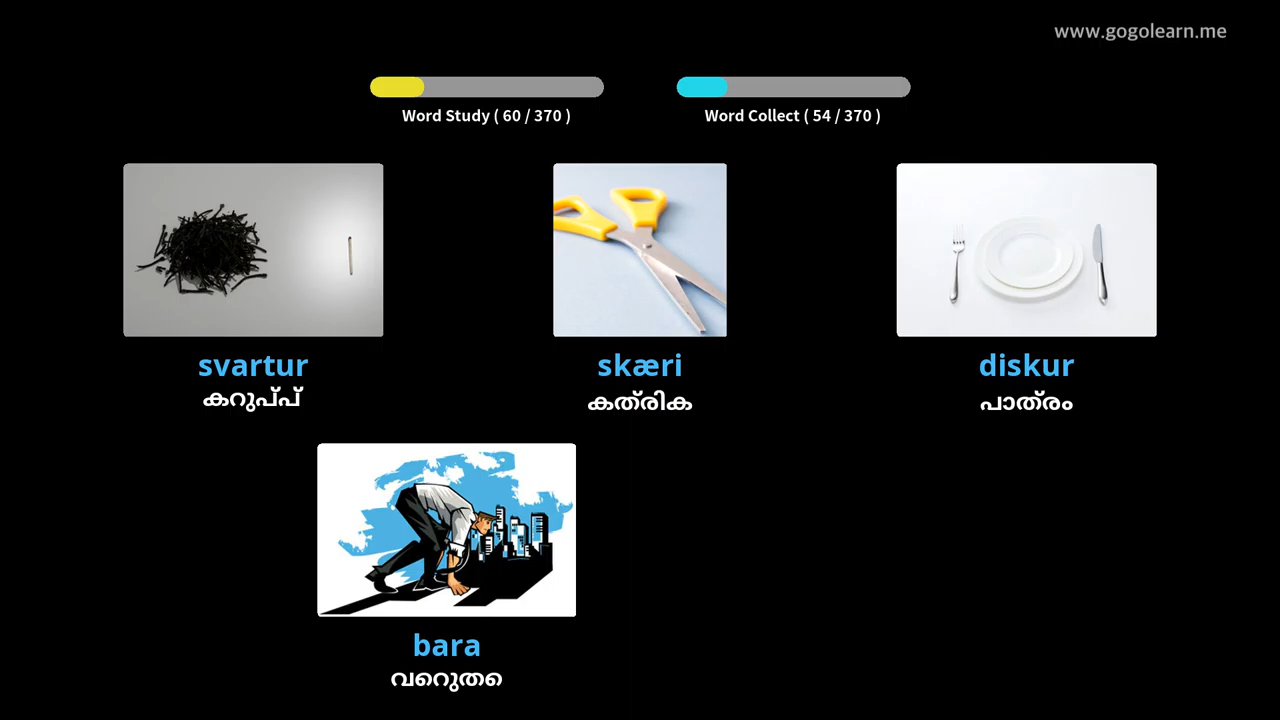 www.gogolearn.me
Word Study ( 60 / 370 )
Word Collect ( 54 / 370 )
svartur
skæri
diskur
കറുപ്പ്
കത്രിക
പാത്രം
bara
വെറുതെ